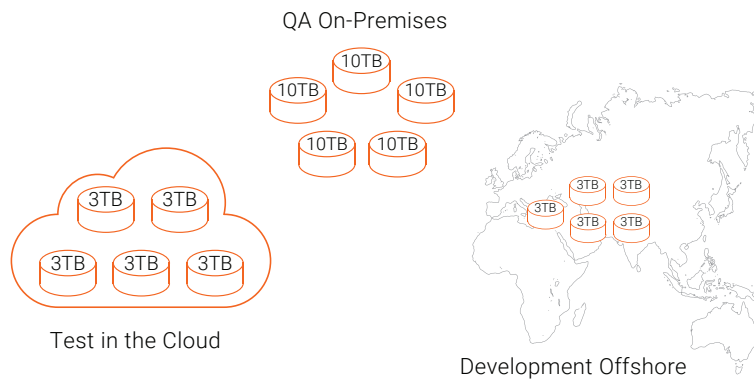 QA On-Premises
10TB
10TB 10TB
10TB 10TB
3TB 3TB
3TB 3TB 3TB
Test in the Cloud
3TB 3TB
3TB
3TB 3TB
Development Offshore